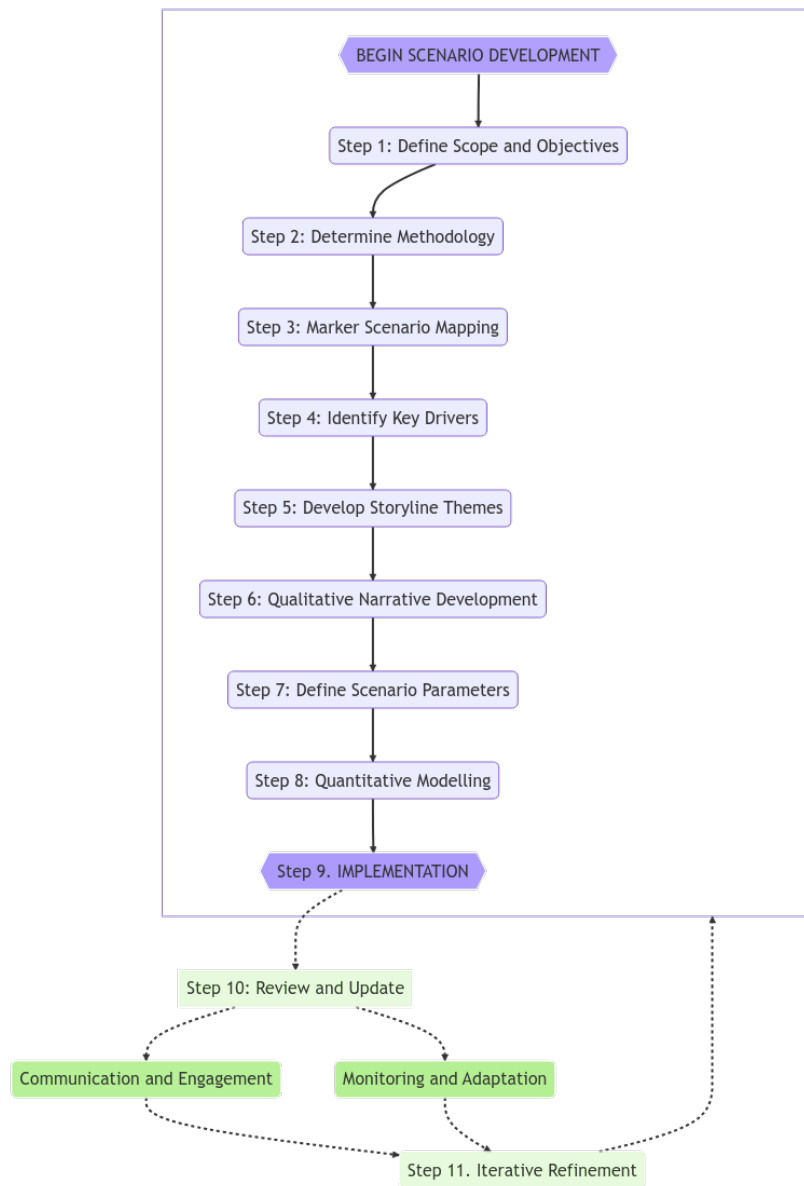 BEGIN SCENARIO DEVELOPMENT
Step 1: Define Scope and Objectives
Step 2: Determine Methodology
Step 3: Marker Scenario Mapping
Step 4: Identify Key Drivers
Step 5: Develop Storyline Themes
Step 6: Qualitative Narrative Development
Step 7: Define Scenario Parameters
Step 8: Quantitative Modelling
Step 9. IMPLEMENTATION
Step 10: Review and Update
Communication and Engagement
Monitoring and Adaptation
Step 11. Iterative Refinement